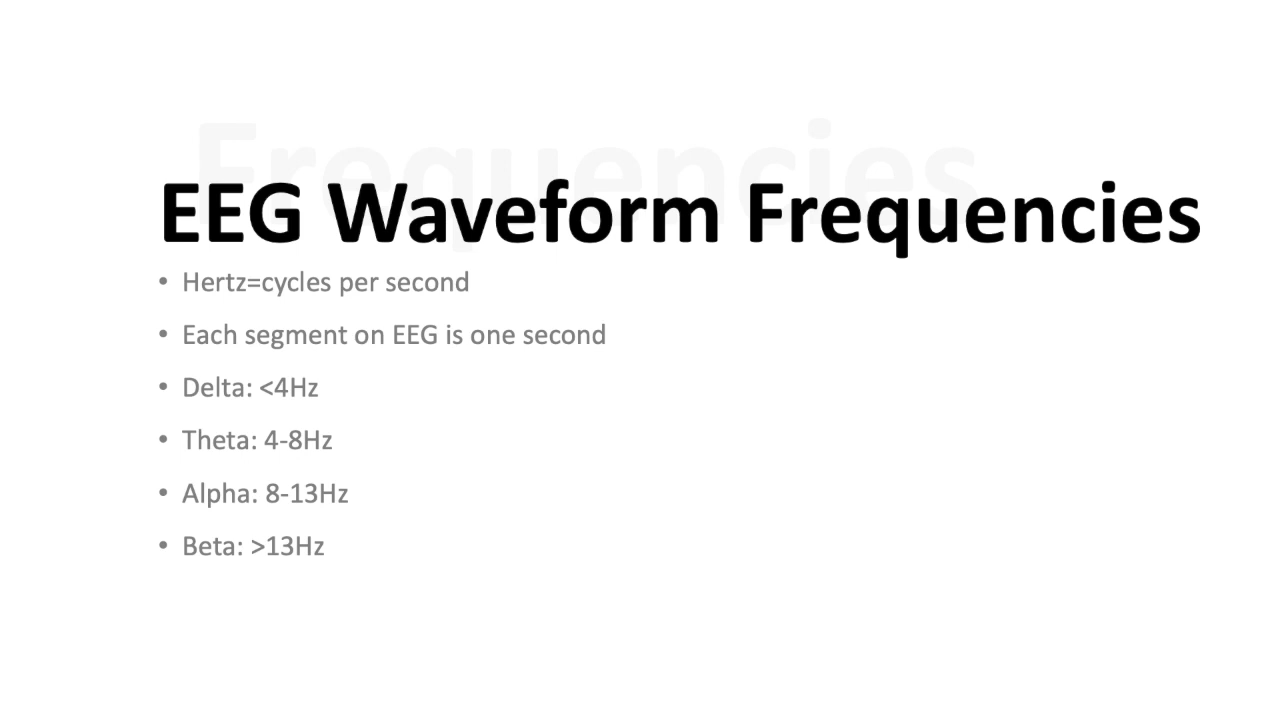 Frequencies
EEG Waveform Frequencies
• Hertz=cycles per second
• Each segment on EEG is one second
• Delta: <4Hz
• Theta: 4-8Hz
• Alpha: 8-13Hz
• Beta: >13Hz